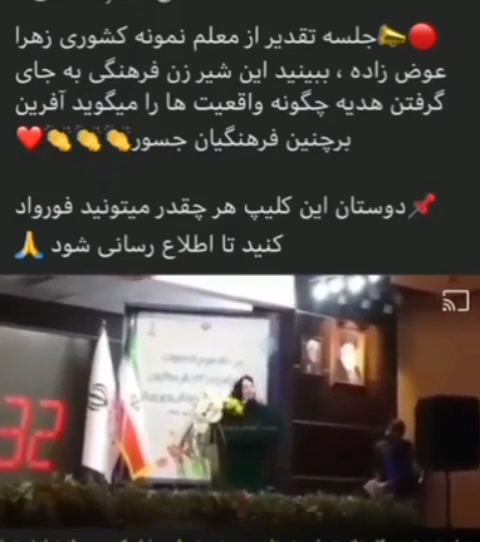 🔴📣جلسه تقدیر از معلم نمونه کشوری زهرا
عوض زاده ، ببینید این شیر زن فرهنگی به جای
گرفتن هدیه چگونه واقعیت ها را میگوید آفرین
برچنین فرهنگیان جسور👏👏👏❤️
📌دوستان این کلیپ هر چقدر میتونید فوروارد
کنید تا اطلاع رسانی شود 🙏
32